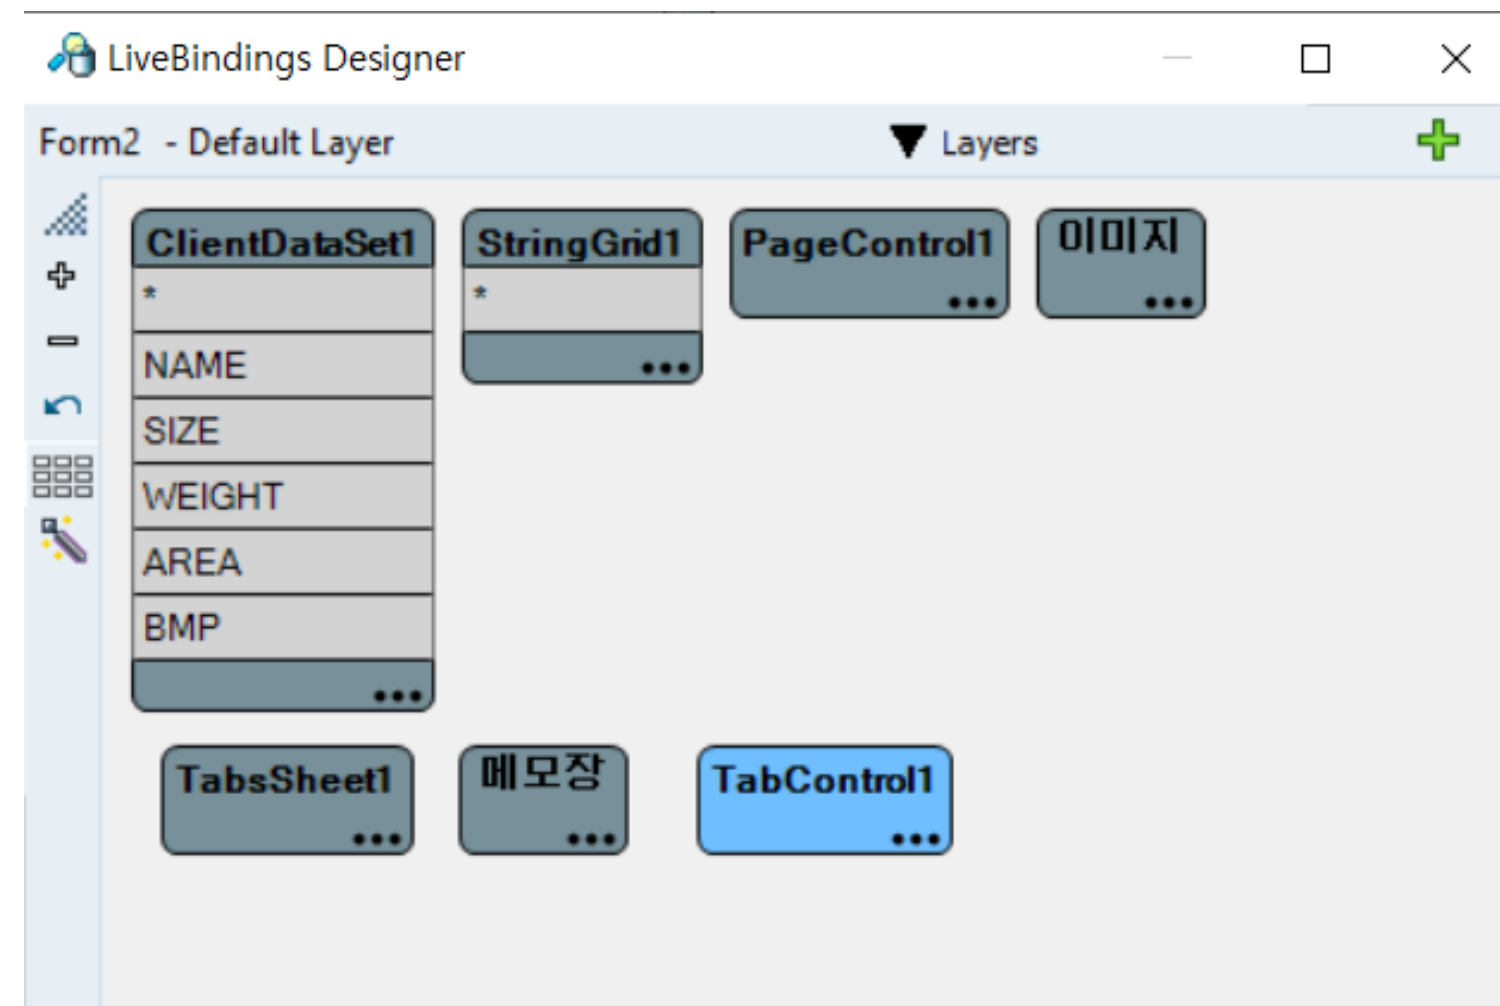 LiveBindings Designer
Form2 - Default Layer
Layers
ClientDataSet1
*
NAME
SIZE
WEIGHT
AREA
BMP
StringGrid1
*
PageControl1
이미지
TabsSheet1
메모장
TabControl1